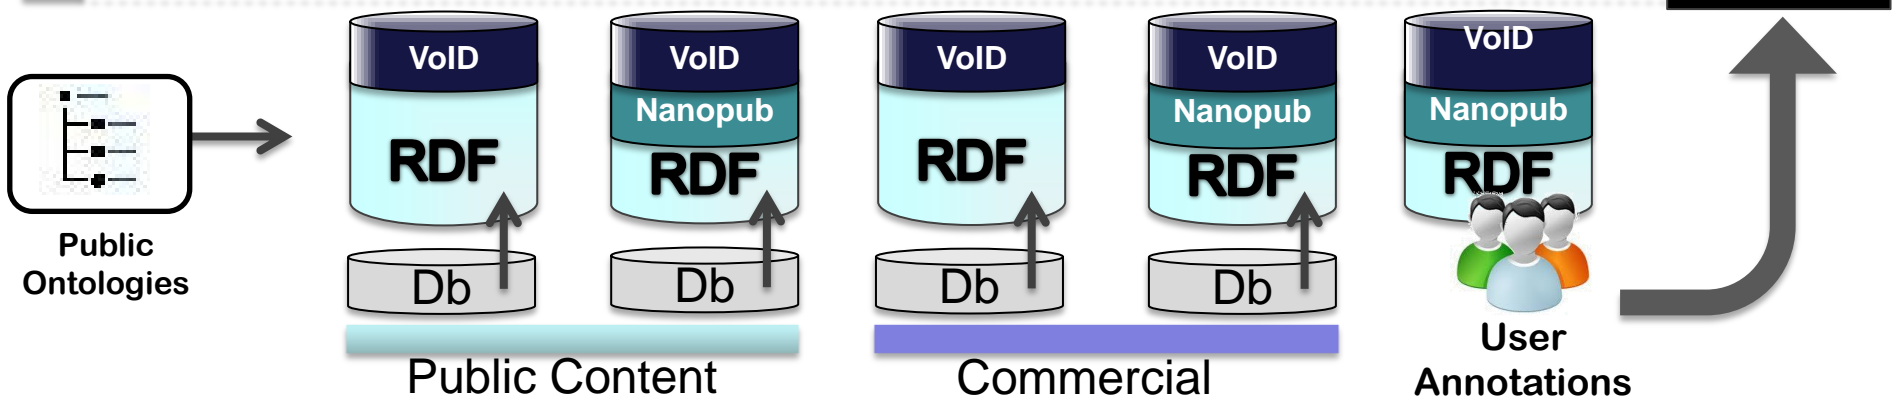 VoID VoID VoID VoID VoID
Nanopub Nanopub Nanopub
RDF RDF RDF RDF RDF
Public
Ontologies
Db Db Db Db
Public Content Commercial
User
Annotations